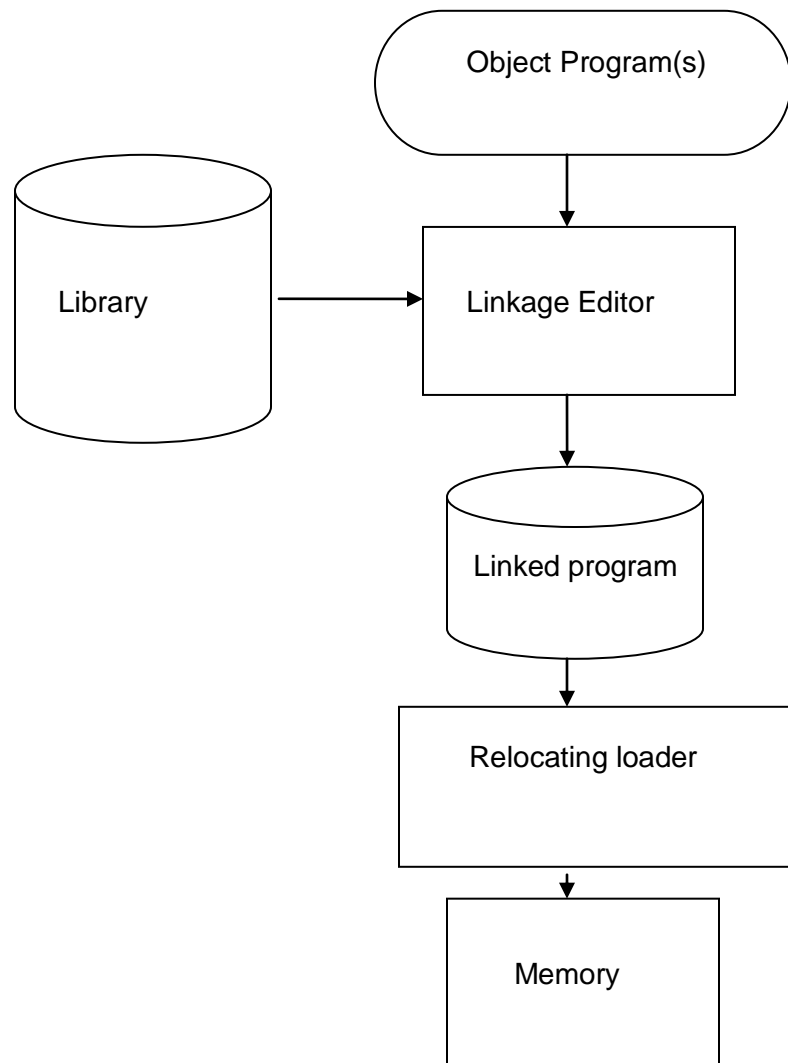 Object Program(s)
Library
Linkage Editor
Linked program
Relocating loader
Memory